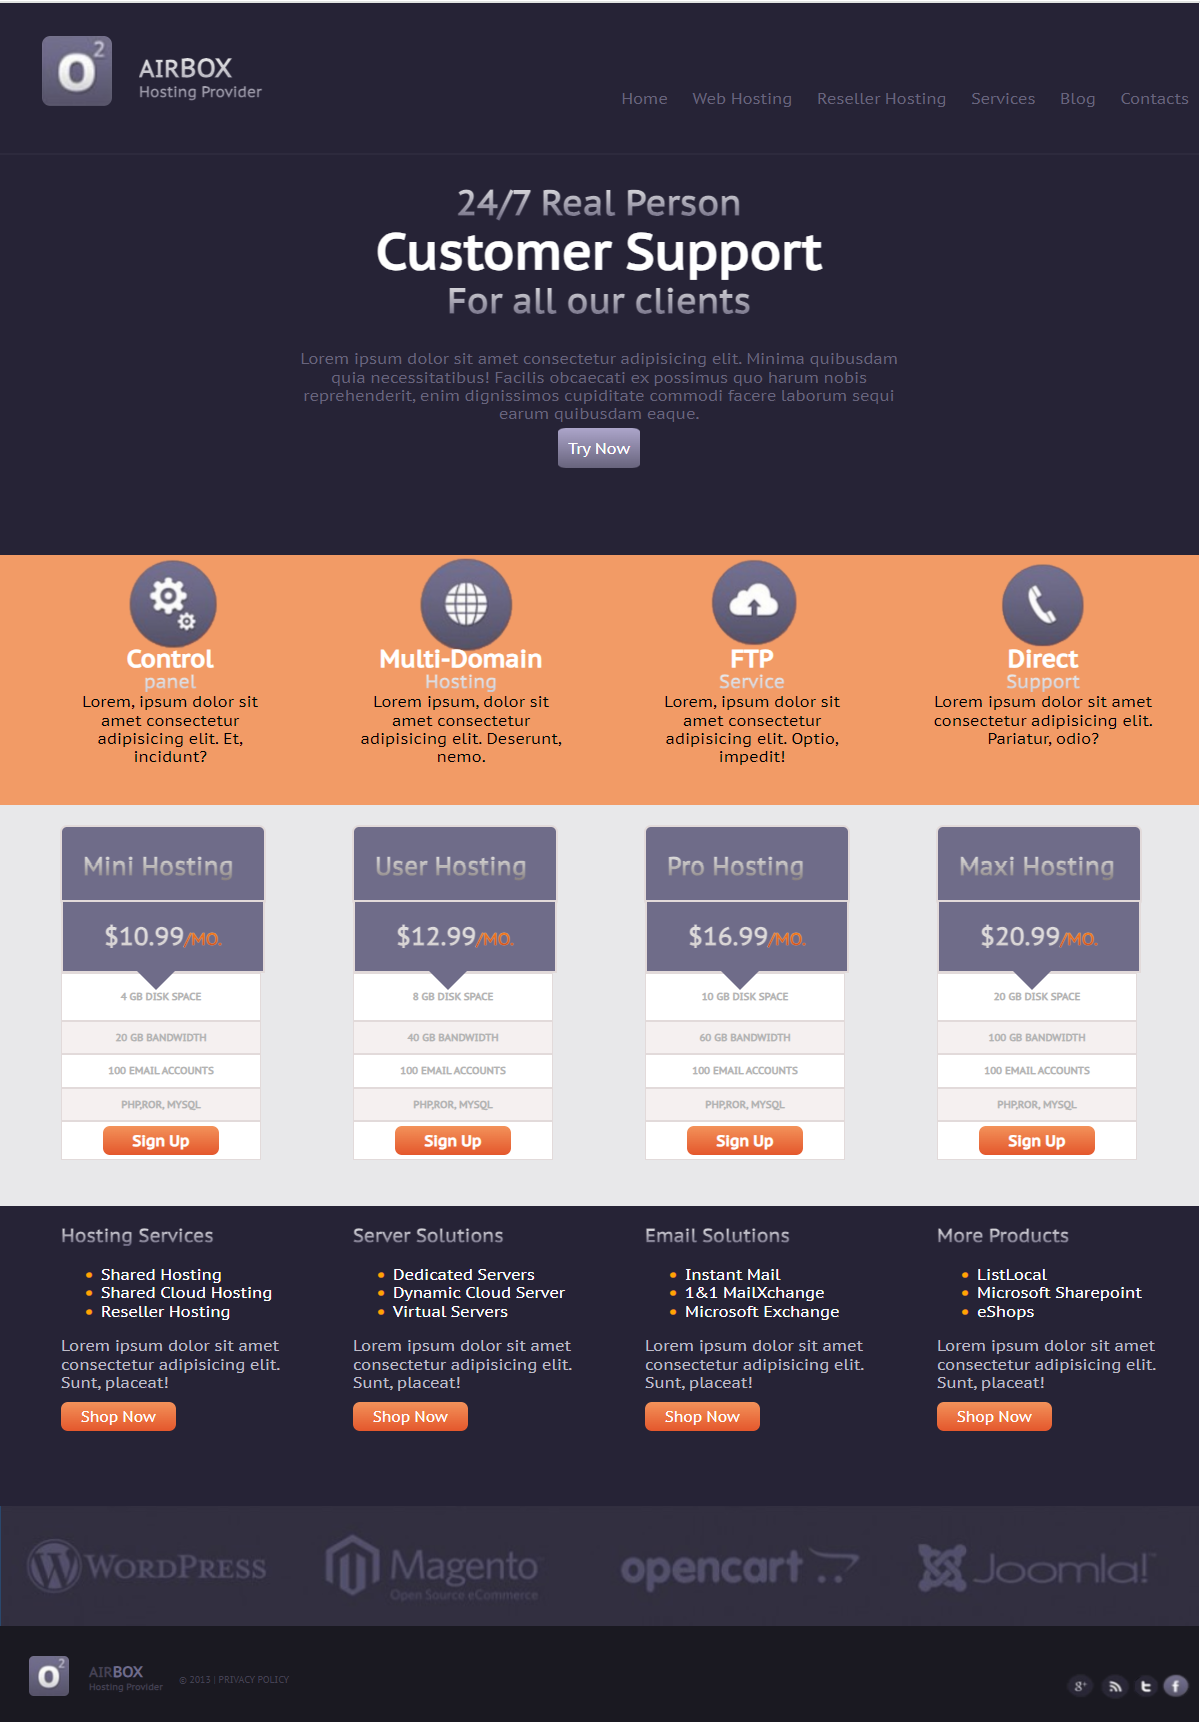 O²
AIRBOX
Hosting Provider
Home Web Hosting Reseller Hosting Services Blog Contacts
24/7 Real Person
Customer Support
For all our clients
Lorem ipsum dolor sit amet consectetur adipisicing elit. Minima quibusdam
quia necessitatibus! Facilis obcaecati ex possimus quo harum nobis
reprehenderit, enim dignissimos cupiditate commodi facere laborum sequi
earum quibusdam eaque.
Try Now
Control
panel
Lorem, ipsum dolor sit
amet consectetur
adipisicing elit. Et,
incidunt?
Multi-Domain
Hosting
Lorem ipsum, dolor sit
amet consectetur
adipisicing elit. Deserunt,
nemo.
FTP
Service
Lorem, ipsum dolor sit
amet consectetur
adipisicing elit. Optio,
impedit!
Direct
Support
Lorem ipsum dolor sit amet
consectetur adipisicing elit.
Pariatur, odio?
Mini Hosting
$10.99/MO.
4 GB DISK SPACE
20 GB BANDWIDTH
100 EMAIL ACCOUNTS
PHP,ROR, MYSQL
Sign Up
User Hosting
$12.99/MO.
8 GB DISK SPACE
40 GB BANDWIDTH
100 EMAIL ACCOUNTS
PHP,ROR, MYSQL
Sign Up
Pro Hosting
$16.99/MO.
10 GB DISK SPACE
60 GB BANDWIDTH
100 EMAIL ACCOUNTS
PHP,ROR, MYSQL
Sign Up
Maxi Hosting
$20.99/MO.
20 GB DISK SPACE
100 GB BANDWIDTH
100 EMAIL ACCOUNTS
PHP,ROR, MYSQL
Sign Up
Hosting Services
Shared Hosting
Shared Cloud Hosting
Reseller Hosting
Lorem ipsum dolor sit amet
consectetur adipisicing elit.
Sunt, placeat!
Shop Now
Server Solutions
Dedicated Servers
Dynamic Cloud Server
Virtual Servers
Lorem ipsum dolor sit amet
consectetur adipisicing elit.
Sunt, placeat!
Shop Now
Email Solutions
Instant Mail
1&1 MailXchange
Microsoft Exchange
Lorem ipsum dolor sit amet
consectetur adipisicing elit.
Sunt, placeat!
Shop Now
More Products
ListLocal
Microsoft Sharepoint
eShops
Lorem ipsum dolor sit amet
consectetur adipisicing elit.
Sunt, placeat!
Shop Now
WORDPRESS
Magento
Open Source eCommerce
opencart
Joomla!
O²
AIRBOX
Hosting Provider
© 2013 | PRIVACY POLICY
g+ t f